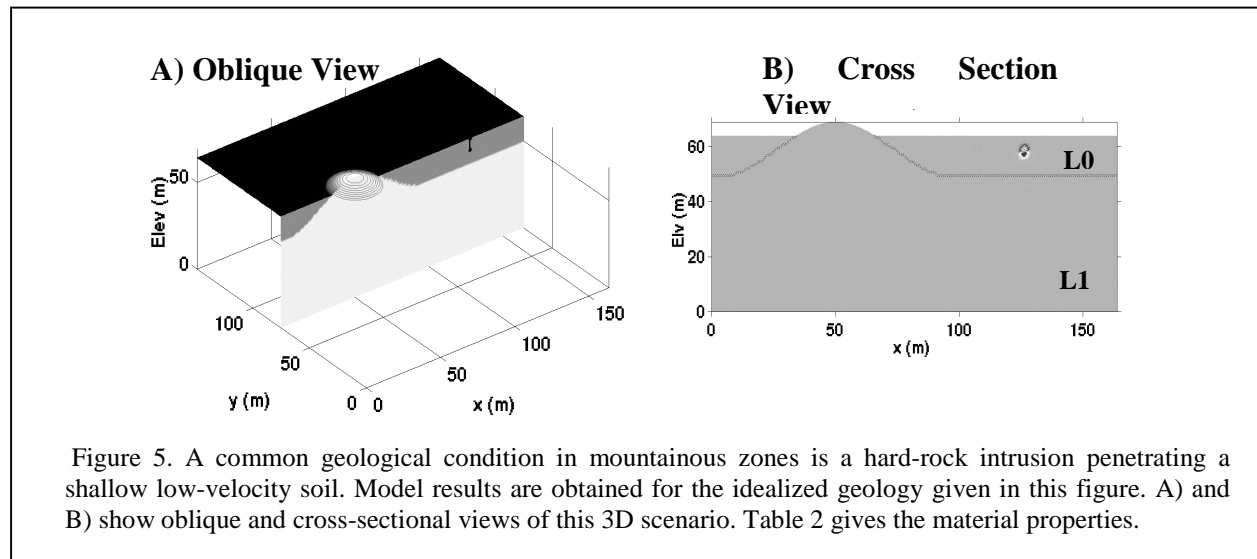 A) Oblique View
Elev (m)
50
0
100
50
0
y (m)
0
50
100
150
x (m)
B) Cross Section
View
Elv (m)
60
40
20
0
0
50
100
150
x (m)
L0
L1
Figure 5. A common geological condition in mountainous zones is a hard-rock intrusion penetrating a
shallow low-velocity soil. Model results are obtained for the idealized geology given in this figure. A) and
B) show oblique and cross-sectional views of this 3D scenario. Table 2 gives the material properties.